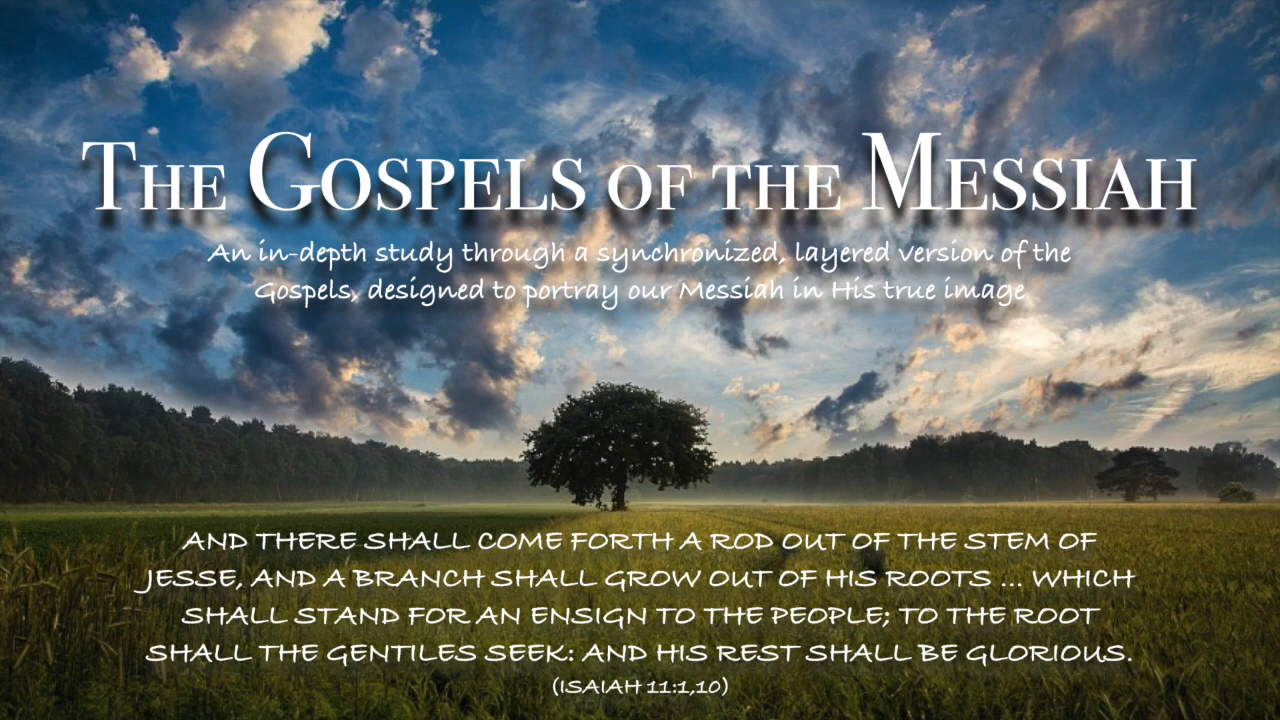 The Gospels of the Messiah
An in-depth study through a synchronized, layered version of the
Gospels, designed to portray our Messiah in His true image
AND THERE SHALL COME FORTH A ROD OUT OF THE STEM OF
JESSE, AND A BRANCH SHALL GROW OUT OF HIS ROOTS ... WHICH
SHALL STAND FOR AN ENSIGN TO THE PEOPLE; TO THE ROOT
SHALL THE GENTILES SEEK: AND HIS REST SHALL BE GLORIOUS.
(ISAIAH 11:1,10)